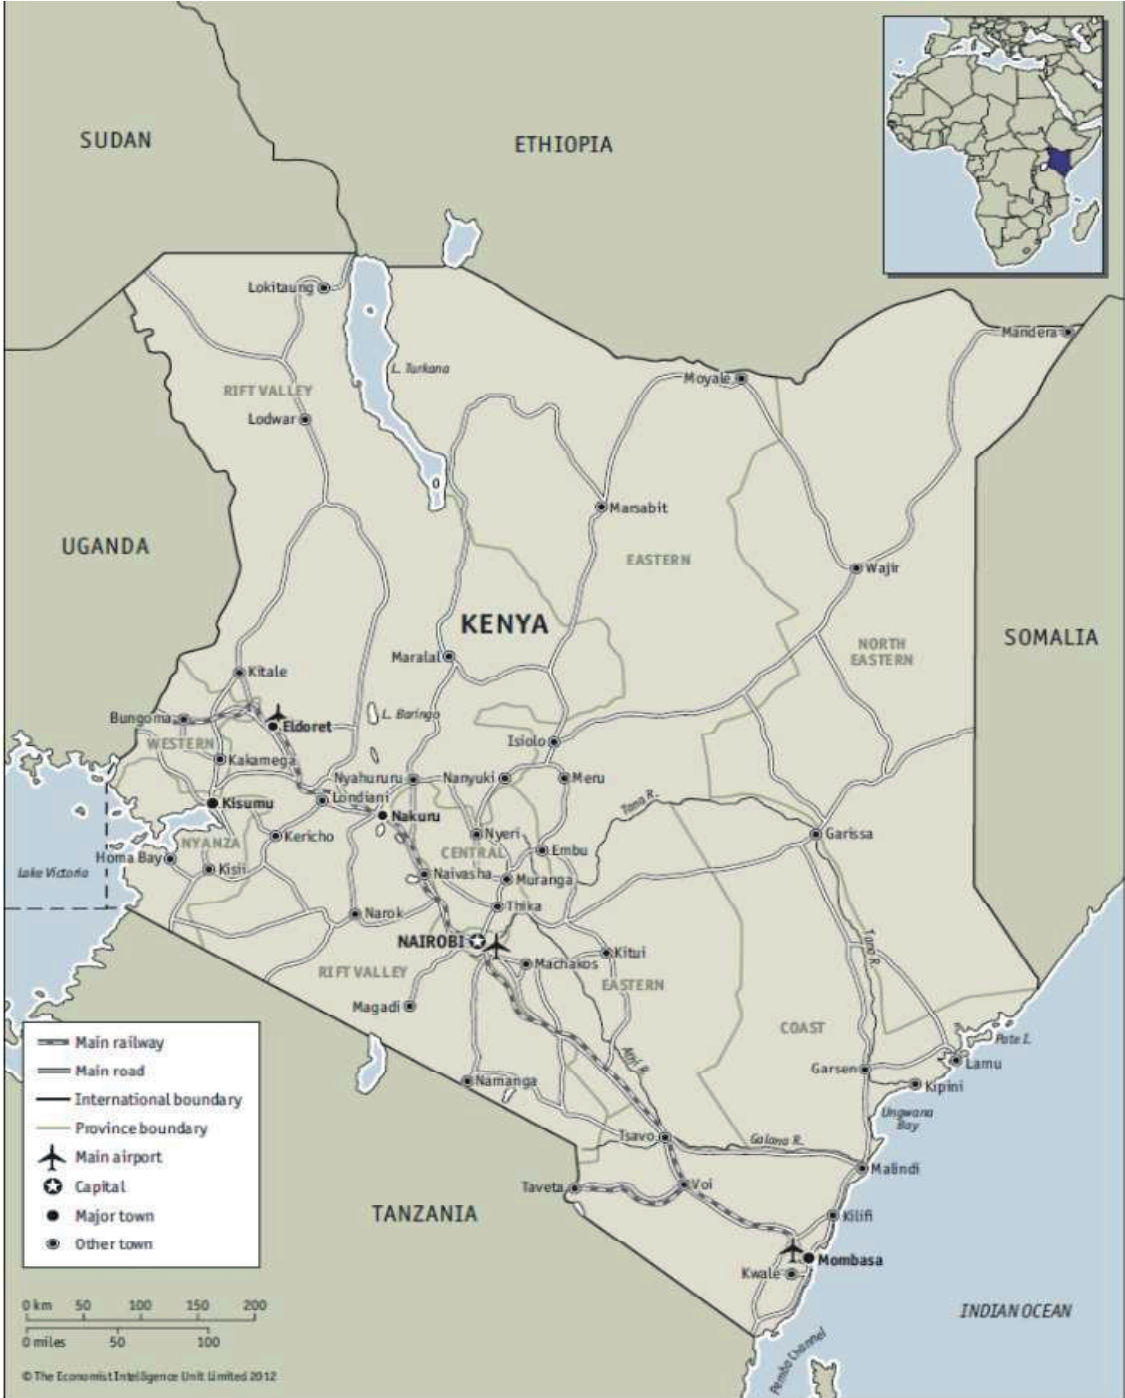 SUDAN
ETHIOPIA
Lokitaung
Mandera
L. Turkana
Moyale
RIFT VALLEY
Lodwar
Marsabit
UGANDA
EASTERN
Wajir
KENYA
SOMALIA
NORTH
EASTERN
Maralal
Kitale
Bungoma
L. Baringo
Eldoret
WESTERN
Isiolo
Kakamega
Nyahururu
Nanyuki
Meru
Kisumu
Londiani
Tana R.
Nakuru
Kericho
Nyeri
Garissa
NYANZA
CENTRAL
Embu
Homa Bay
Kisii
Lake Victoria
Naivasha
Muranga
Thika
Narok
NAIROBI
Tana R.
Kitui
Machakos
RIFT VALLEY
EASTERN
Magadi
COAST
Pate I.
Main railway
Main road
International boundary
Province boundary
Main airport
Capital
Major town
Other town
Athi R.
Lamu
Garsen
Namanga
Kipini
Ungwana
Bay
Tsavo
Galana R.
Malindi
Taveta
Voi
TANZANIA
Kilifi
Mombasa
Kwale
INDIAN OCEAN
Pemba Channel
0 km 50 100 150 200
0 miles 50 100
© The Economist Intelligence Unit Limited 2012